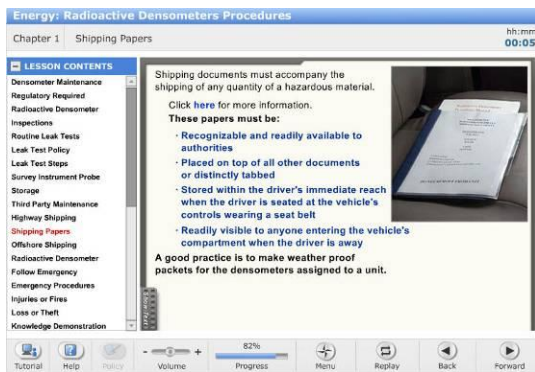 Energy: Radioactive Densometers Procedures
Chapter 1 Shipping Papers
hh:mm
00:05
LESSON CONTENTS
Densometer Maintenance
Regulatory Required
Radioactive Densometer
Inspections
Routine Leak Tests
Leak Test Policy
Leak Test Steps
Survey Instrument Probe
Storage
Third Party Maintenance
Highway Shipping
Shipping Papers
Offshore Shipping
Radioactive Densometer
Follow Emergency
Emergency Procedures
Injuries or Fires
Loss or Theft
Knowledge Demonstration
Shipping documents must accompany the
shipping of any quantity of a hazardous material.
Click here for more information.
These papers must be:
· Recognizable and readily available to
authorities
· Placed on top of all other documents
or distinctly tabbed
· Stored within the driver's immediate reach
when the driver is seated at the vehicle's
controls wearing a seat belt
· Readily visible to anyone entering the vehicle's
compartment when the driver is away
A good practice is to make weather proof
packets for the densometers assigned to a unit.
Tutorial
Help
Policy
- +
Volume
82%
Progress
Menu
Replay
Back
Forward